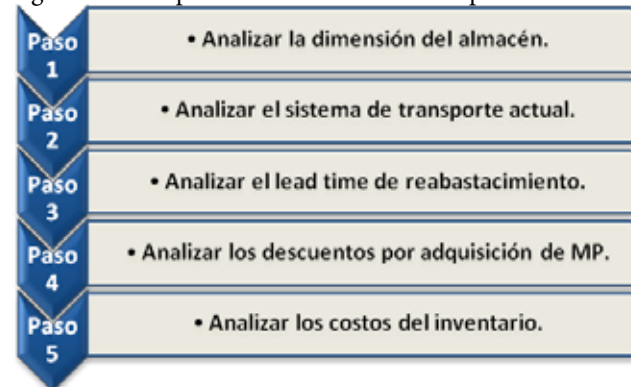 Paso
1
• Analizar la dimensión del almacén.
Paso
2
• Analizar el sistema de transporte actual.
Paso
3
• Analizar el lead time de reabastacimiento.
Paso
4
• Analizar los descuentos por adquisición de MP.
Paso
5
• Analizar los costos del inventario.